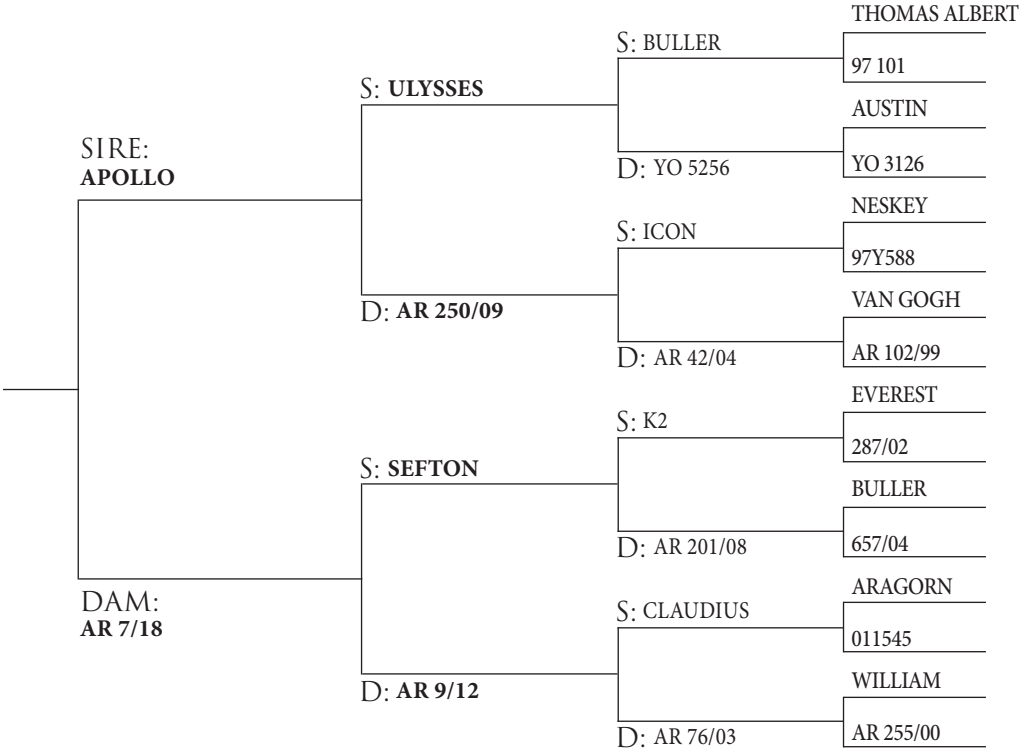 THOMAS ALBERT
S: BULLER
97 101
S: ULYSSES
AUSTIN
SIRE:
APOLLO
D: YO 5256
YO 3126
NESKEY
S: ICON
97Y588
D: AR 250/09
VAN GOGH
D: AR 42/04
AR 102/99
EVEREST
S: K2
287/02
S: SEFTON
BULLER
D: AR 201/08
657/04
DAM:
AR 7/18
ARAGORN
S: CLAUDIUS
011545
D: AR 9/12
WILLIAM
D: AR 76/03
AR 255/00